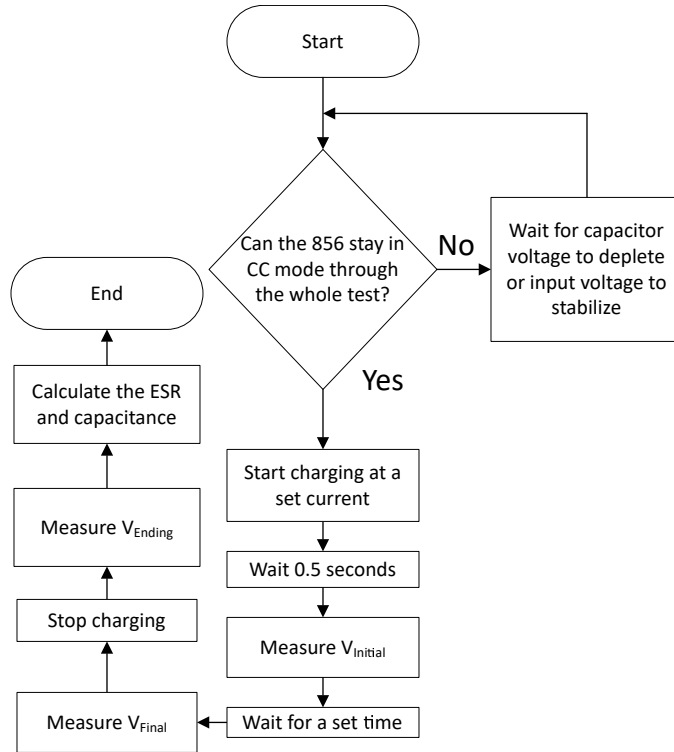 Start
Can the 856 stay in
CC mode through
the whole test?
No
Wait for capacitor
voltage to deplete
or input voltage to
stabilize
Yes
Start charging at a
set current
Wait 0.5 seconds
Measure VInitial
Wait for a set time
Measure VFinal
Stop charging
Measure VEnding
Calculate the ESR
and capacitance
End